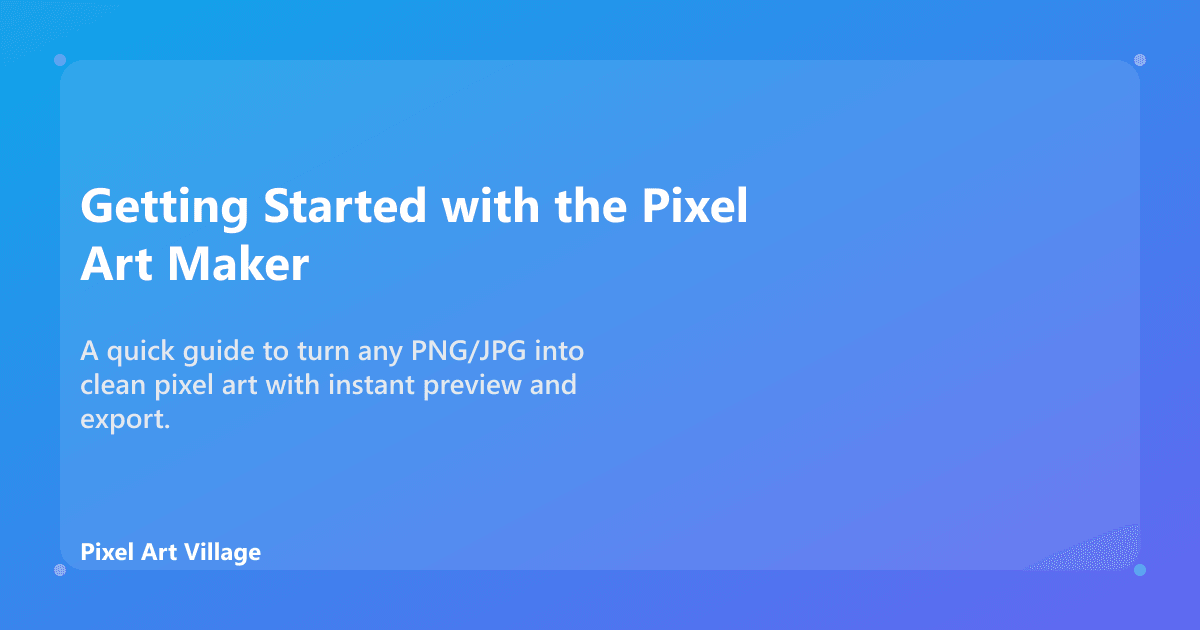 Getting Started with the Pixel
Art Maker
A quick guide to turn any PNG/JPG into
clean pixel art with instant preview and
export.
Pixel Art Village